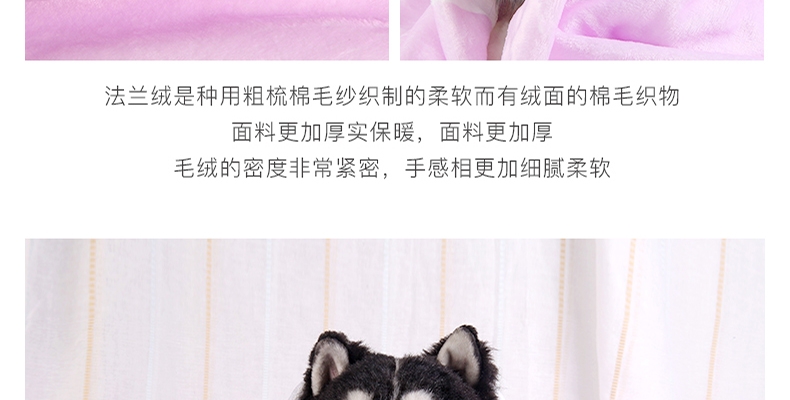 法兰绒是种用粗梳棉毛纱织制的柔软而有绒面的棉毛织物
面料更加厚实保暖，面料更加厚
毛绒的密度非常紧密，手感相更加细腻柔软